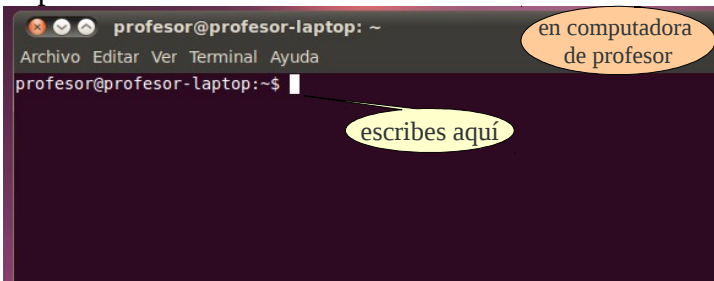 profesor@profesor-laptop: ~
en computadora
de profesor
Archivo Editar Ver Terminal Ayuda
profesor@profesor-laptop:~$
escribes aquí